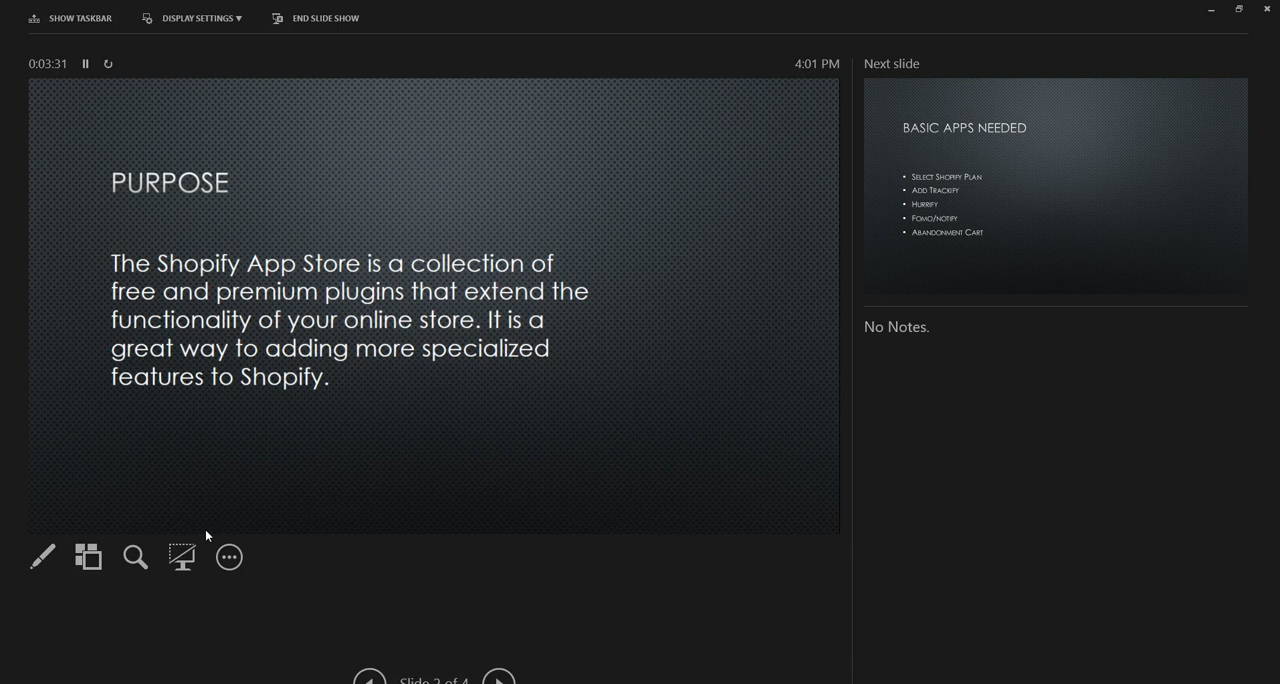 SHOW TASKBAR
DISPLAY SETTINGS ▼
END SLIDE SHOW
0:03:31
4:01 PM
PURPOSE
The Shopify App Store is a collection of
free and premium plugins that extend the
functionality of your online store. It is a
great way to adding more specialized
features to Shopify.
Slide 2 of 4
Next slide
BASIC APPS NEEDED
• SELECT SHOPIFY PLAN
• ADD TRACKIFY
• HURRIFY
• FOMO/NOTIFY
• ABANDONMENT CART
No Notes.